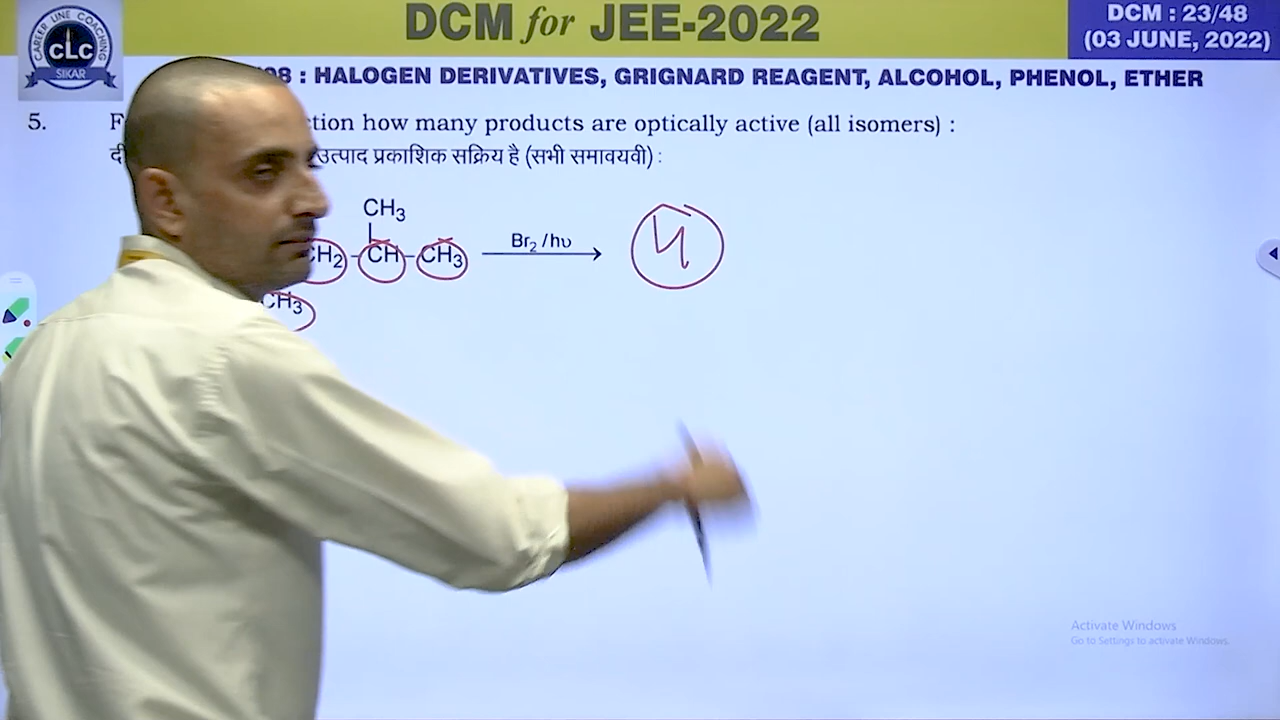 DCM for JEE-2022
DCM : 23/48
(03 JUNE, 2022)
CAREER LINE COACHING
CLC
SIKAR
: HALOGEN DERIVATIVES, GRIGNARD REAGENT, ALCOHOL, PHENOL, ETHER
5. how many products are optically active (all isomers) :
उत्पाद प्रकाशिक सक्रिय है (सभी समावयवी) :
CH3
CH2 - CH - CH3 Br2 /hυ 4
CH3
Activate Windows
Go to Settings to activate Windows.